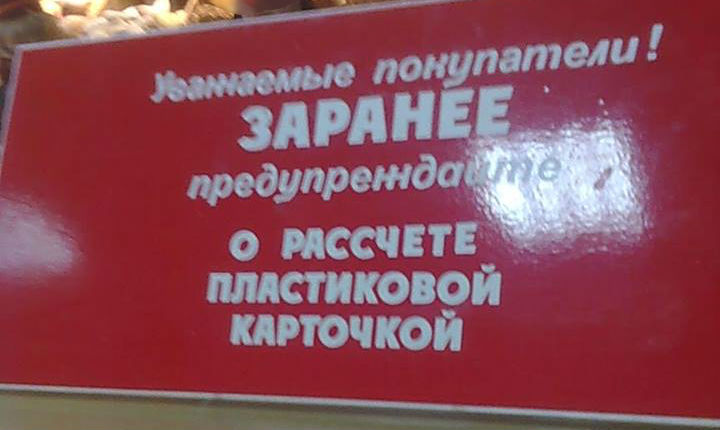 Уважаемые покупатели!
ЗАРАНЕЕ
предупреждайте
О РАССЧЕТЕ
ПЛАСТИКОВОЙ
КАРТОЧКОЙ